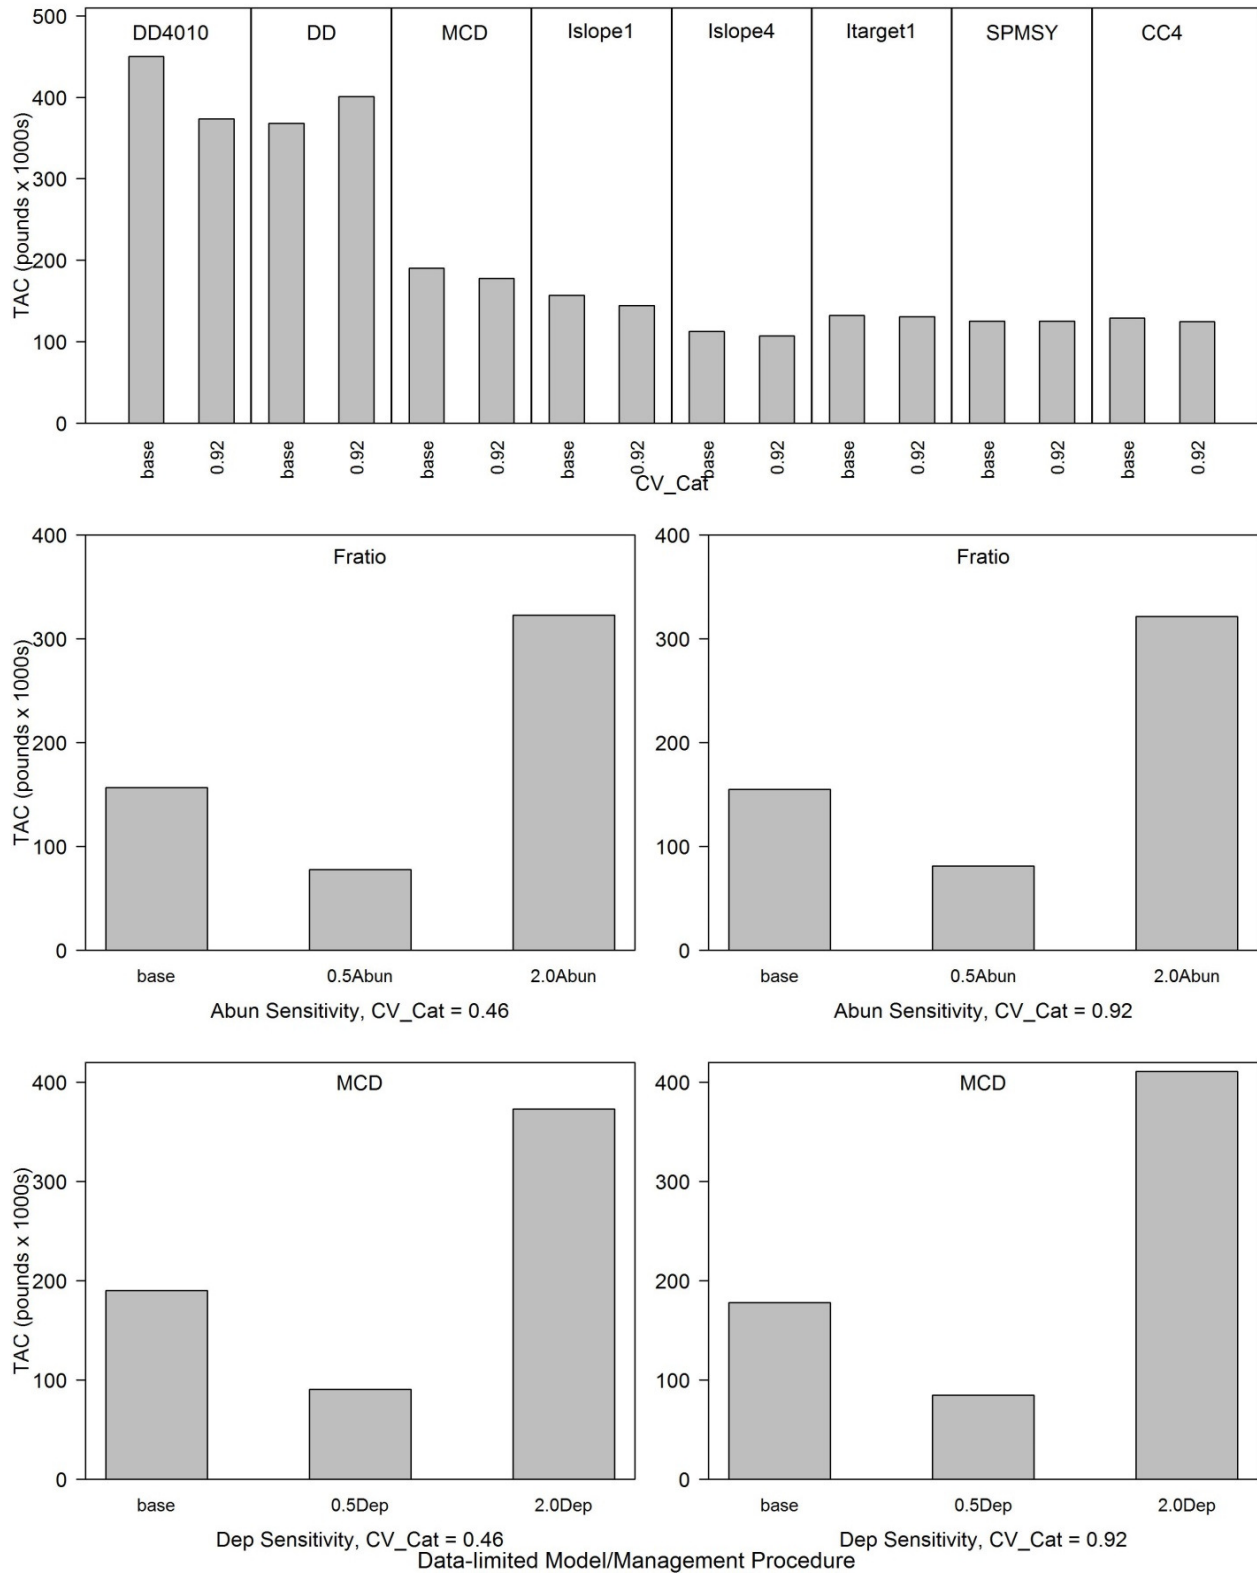 DD4010 DD MCD Islope1 Islope4 Itarget1 SPMSY CC4
TAC (pounds x 1000s)
500
400
300
200
100
0
base 0.92 base 0.92 base 0.92 base 0.92 base 0.92 base 0.92 base 0.92 base 0.92
CV_Cat
Fratio
TAC (pounds x 1000s)
400
300
200
100
0
base 0.5Abun 2.0Abun
Abun Sensitivity, CV_Cat = 0.46
Fratio
400
300
200
100
0
base 0.5Abun 2.0Abun
Abun Sensitivity, CV_Cat = 0.92
MCD
TAC (pounds x 1000s)
400
300
200
100
0
base 0.5Dep 2.0Dep
Dep Sensitivity, CV_Cat = 0.46
MCD
400
300
200
100
0
base 0.5Dep 2.0Dep
Dep Sensitivity, CV_Cat = 0.92
Data-limited Model/Management Procedure